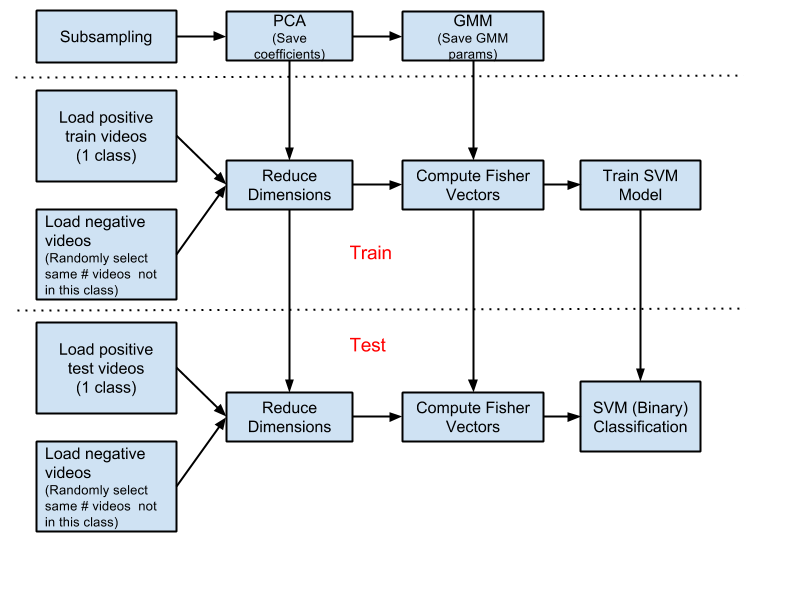 Subsampling
PCA
(Save
coefficients)
GMM
(Save GMM
params)
Load positive
train videos
(1 class)
Reduce
Dimensions
Compute Fisher
Vectors
Train SVM
Model
Load negative
videos
(Randomly select
same # videos  not
in this class)
Train
Test
Load positive
test videos
(1 class)
Reduce
Dimensions
Compute Fisher
Vectors
SVM (Binary)
Classification
Load negative
videos
(Randomly select
same # videos  not
in this class)